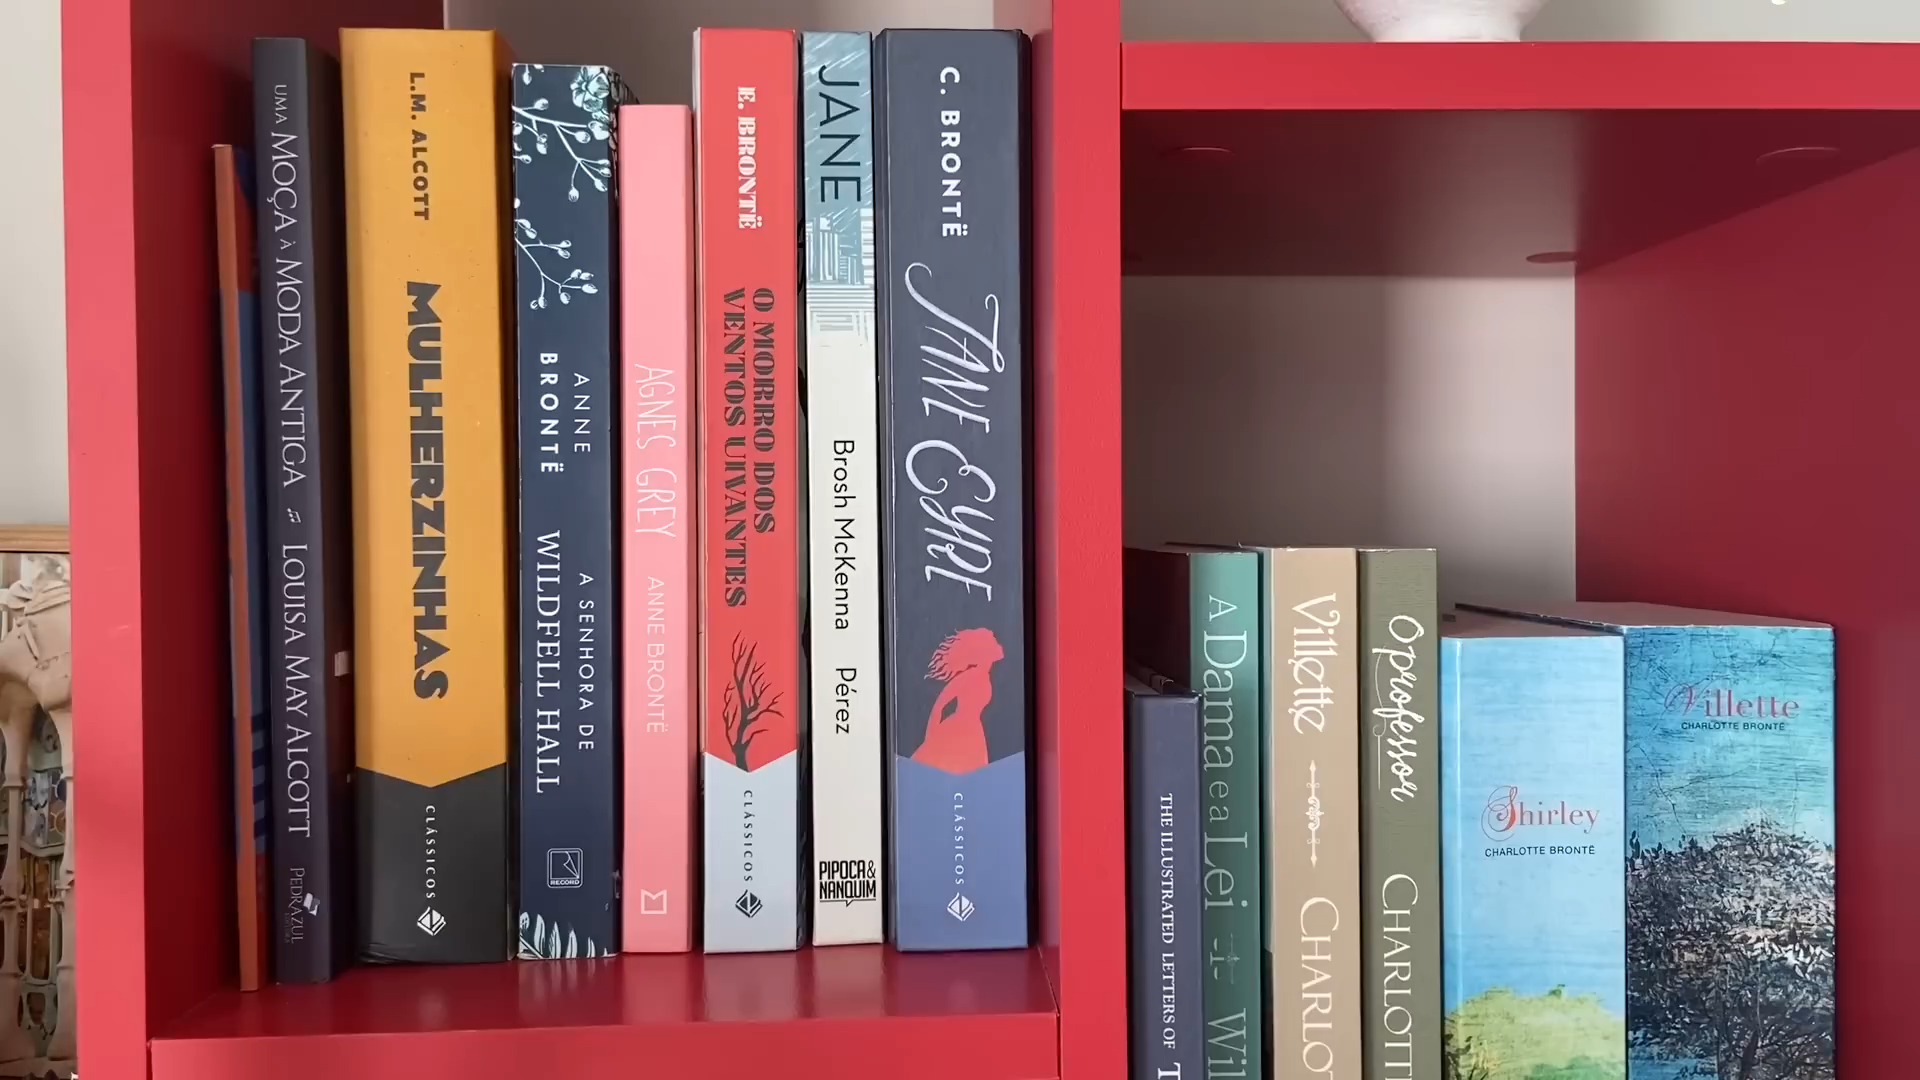 UMA MOÇA À MODA ANTIGA
LOUISA MAY ALCOTT
PEDRAZUL
L.M. ALCOTT
MULHERZINHAS
CLÁSSICOS
ANNE
BRONTË
A SENHORA DE
WILDFELL HALL
RECORD
AGNES GREY
ANNE BRONTË
E. BRONTË
O MORRO DOS
VENTOS UIVANTES
CLÁSSICOS
JANE
Brosh McKenna
Pérez
PIPOCA&
NANQUIM
C. BRONTË
JANE EYRE
CLÁSSICOS
THE ILLUSTRATED LETTERS OF
A Dama e a Lei
Wil
Villette
CHARLO
O professor
CHARLOTT
Shirley
CHARLOTTE BRONTË
Villette
CHARLOTTE BRONTË